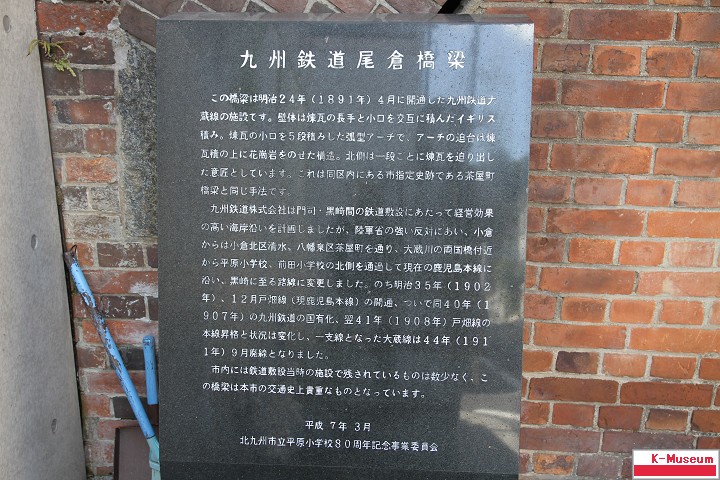 九州鉄道尾倉橋梁
この橋梁は明治24年（1891年）4月に開通した九州鉄道大
蔵線の施設です。壁体は煉瓦の長手と小口を交互に積んだイギリス
積み。煉瓦の小口を5段積みした弧型アーチで、アーチの迫台は煉
瓦積の上に花崗岩をのせた構造。北側は一段ごとに煉瓦を迫り出し
た意匠としています。これは同区内にある市指定史跡である茶屋町
橋梁と同じ手法です。
九州鉄道株式会社は門司・黒崎間の鉄道敷設にあたって経営効果
の高い海岸沿いを計画しましたが、陸軍省の強い反対にあい、小倉
からは小倉北区清水、八幡東区茶屋町を通り、大蔵川の両国橋付近
から平原小学校、前田小学校の北側を通過して現在の鹿児島本線に
沿い、黒崎に至る路線に変更しました。のち明治35年（1902
年）、12月戸畑線（現鹿児島本線）の開通、ついで同40年（1
907年）の九州鉄道の国有化、翌41年（1908年）戸畑線の
本線昇格と状況は変化し、一支線となった大蔵線は44年（191
1年）9月廃線となりました。
市内には鉄道敷設当時の施設で残されているものは数少なく、こ
の橋梁は本市の交通史上貴重なものとなっています。
平成 7年 3月
北九州市立平原小学校80周年記念事業委員会
K-Museum